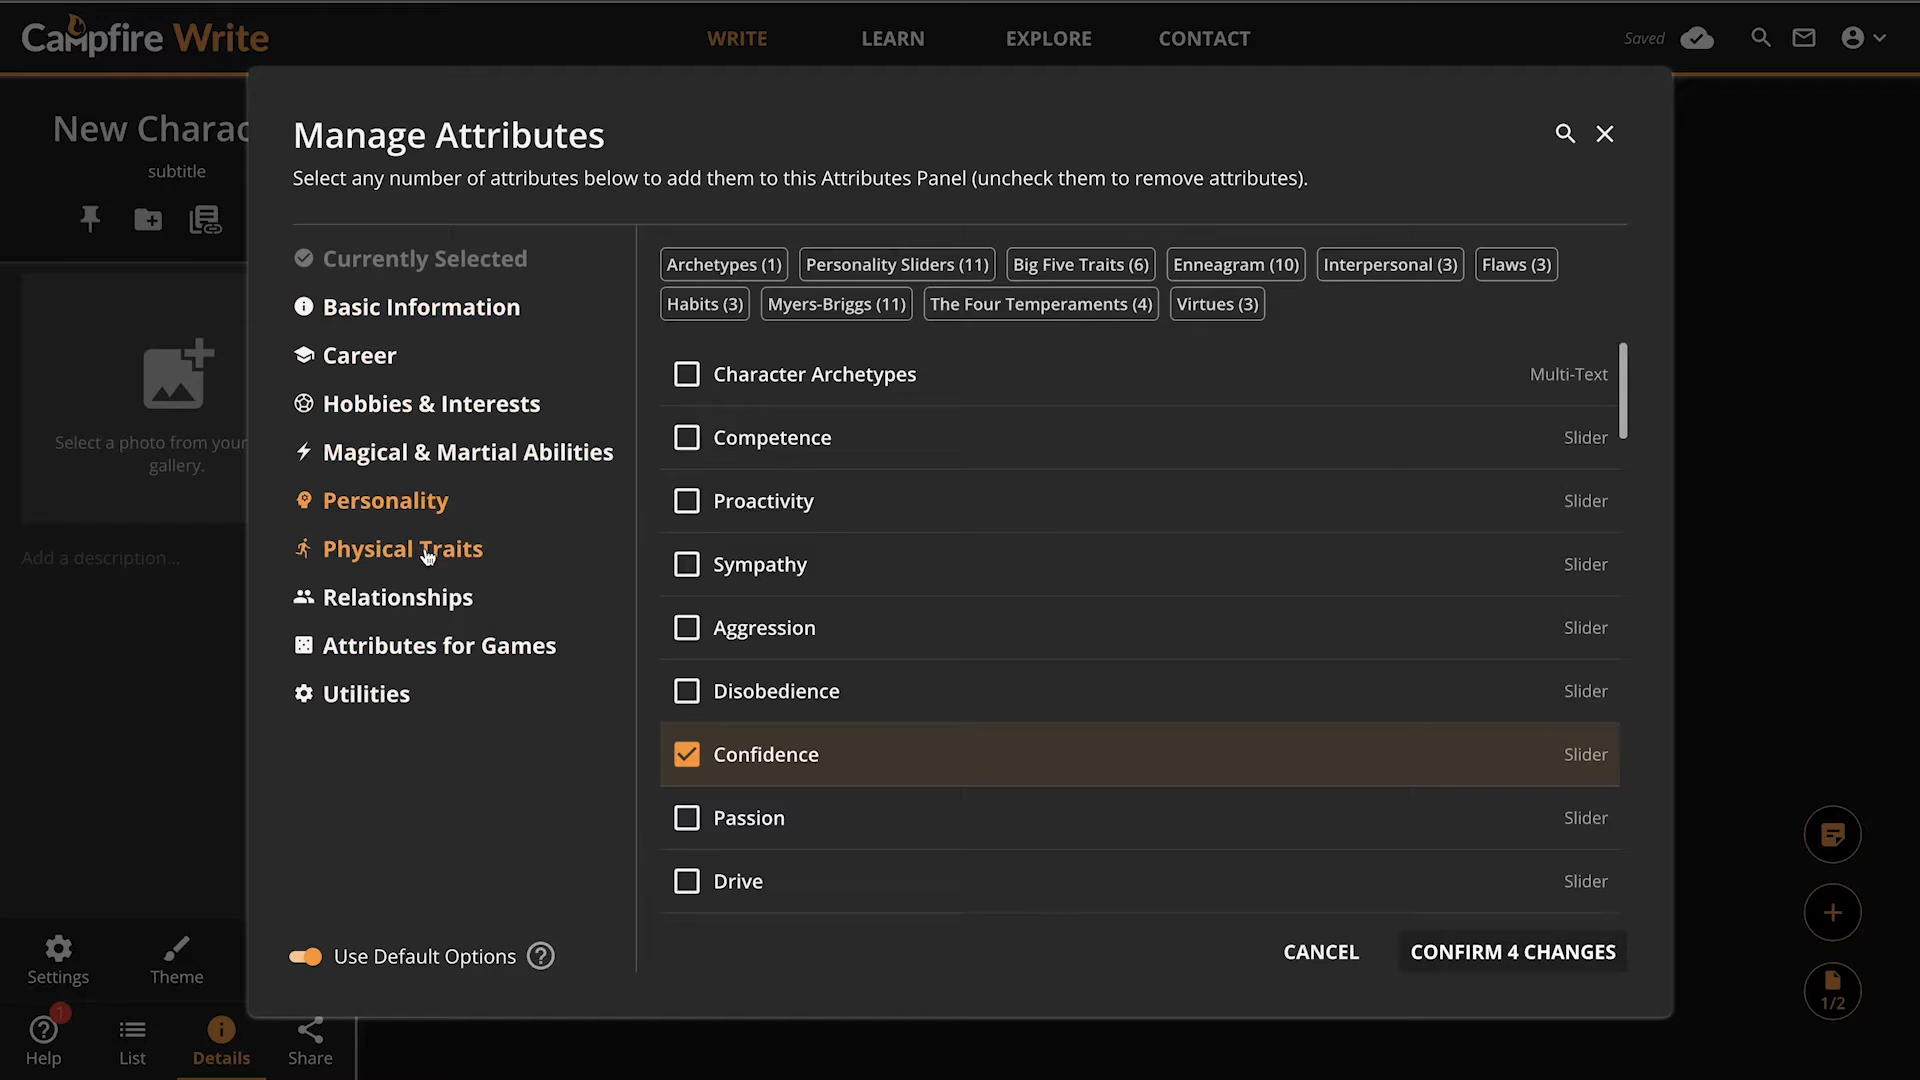 Campfire Write
WRITE
LEARN
EXPLORE
CONTACT
Saved
New Charac
subtitle
Select a photo from your
gallery.
Add a description...
Manage Attributes
Select any number of attributes below to add them to this Attributes Panel (uncheck them to remove attributes).
Currently Selected
Basic Information
Career
Hobbies & Interests
Magical & Martial Abilities
Personality
Physical Traits
Relationships
Attributes for Games
Utilities
Use Default Options ?
Archetypes (1)
Personality Sliders (11)
Big Five Traits (6)
Enneagram (10)
Interpersonal (3)
Flaws (3)
Habits (3)
Myers-Briggs (11)
The Four Temperaments (4)
Virtues (3)
Character Archetypes Multi-Text
Competence Slider
Proactivity Slider
Sympathy Slider
Aggression Slider
Disobedience Slider
Confidence Slider
Passion Slider
Drive Slider
CANCEL
CONFIRM 4 CHANGES
Settings
Theme
1
Help
List
Details
Share
1/2